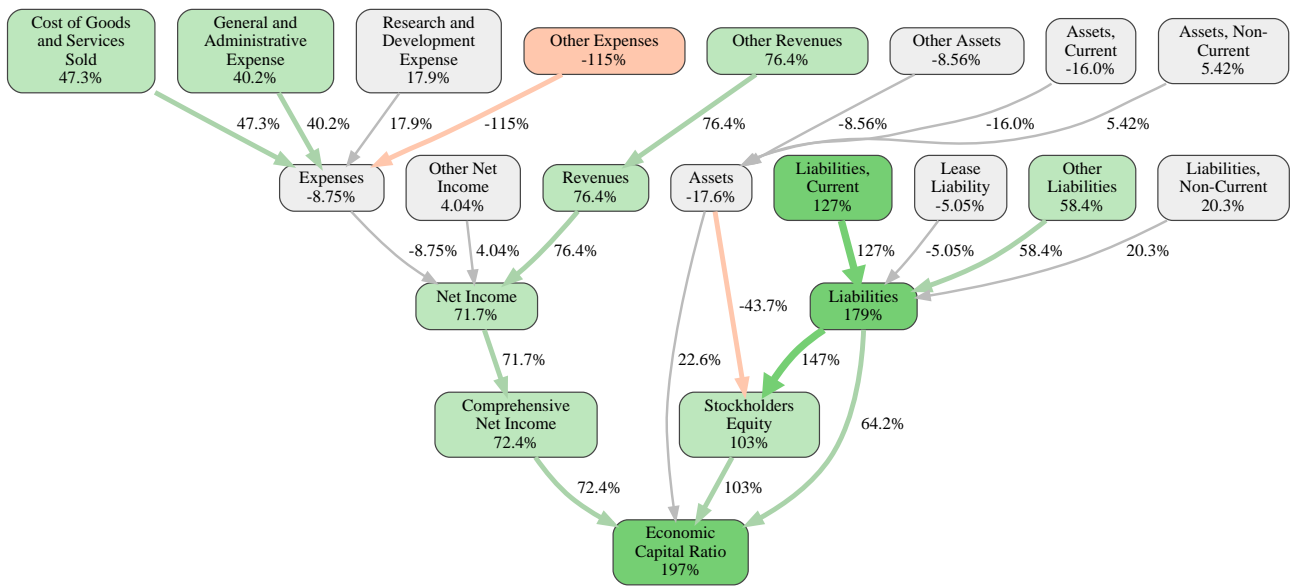 Cost of Goods
and Services
Sold
47.3%
General and
Administrative
Expense
40.2%
Research and
Development
Expense
17.9%
Other Expenses
-115%
Other Revenues
76.4%
Other Assets
-8.56%
Assets,
Current
-16.0%
Assets, Non-
Current
5.42%
47.3%
40.2%
17.9%
-115%
76.4%
-8.56%
-16.0%
5.42%
Expenses
-8.75%
Other Net
Income
4.04%
Revenues
76.4%
Assets
-17.6%
Liabilities,
Current
127%
Lease
Liability
-5.05%
Other
Liabilities
58.4%
Liabilities,
Non-Current
20.3%
-8.75%
4.04%
76.4%
127%
-5.05%
58.4%
20.3%
Net Income
71.7%
-43.7%
Liabilities
179%
71.7%
22.6%
147%
Comprehensive
Net Income
72.4%
Stockholders
Equity
103%
64.2%
72.4%
103%
Economic
Capital Ratio
197%